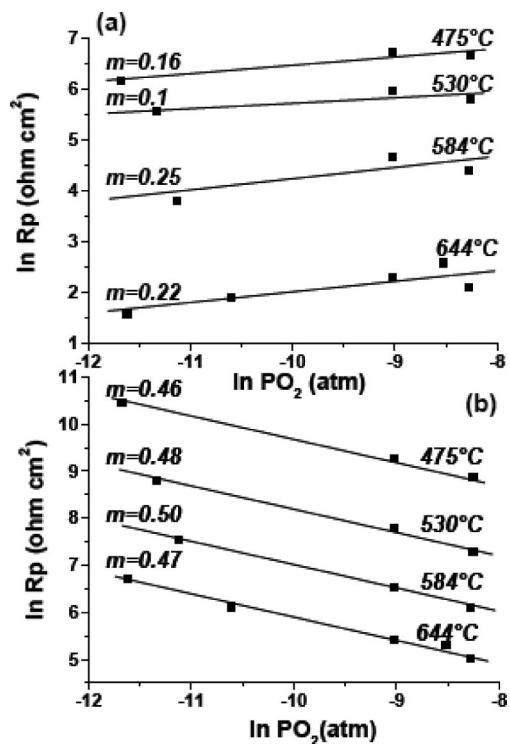 (a)
ln Rp (ohm cm²)
7
6
5
4
3
2
1
m=0.16
475°C
m=0.1
530°C
584°C
m=0.25
644°C
m=0.22
-12
-11
-10
-9
-8
ln PO₂ (atm)
(b)
ln Rp (ohm cm²)
11
10
9
8
7
6
5
m=0.46
475°C
m=0.48
530°C
m=0.50
584°C
m=0.47
644°C
-12
-11
-10
-9
-8
ln PO₂(atm)